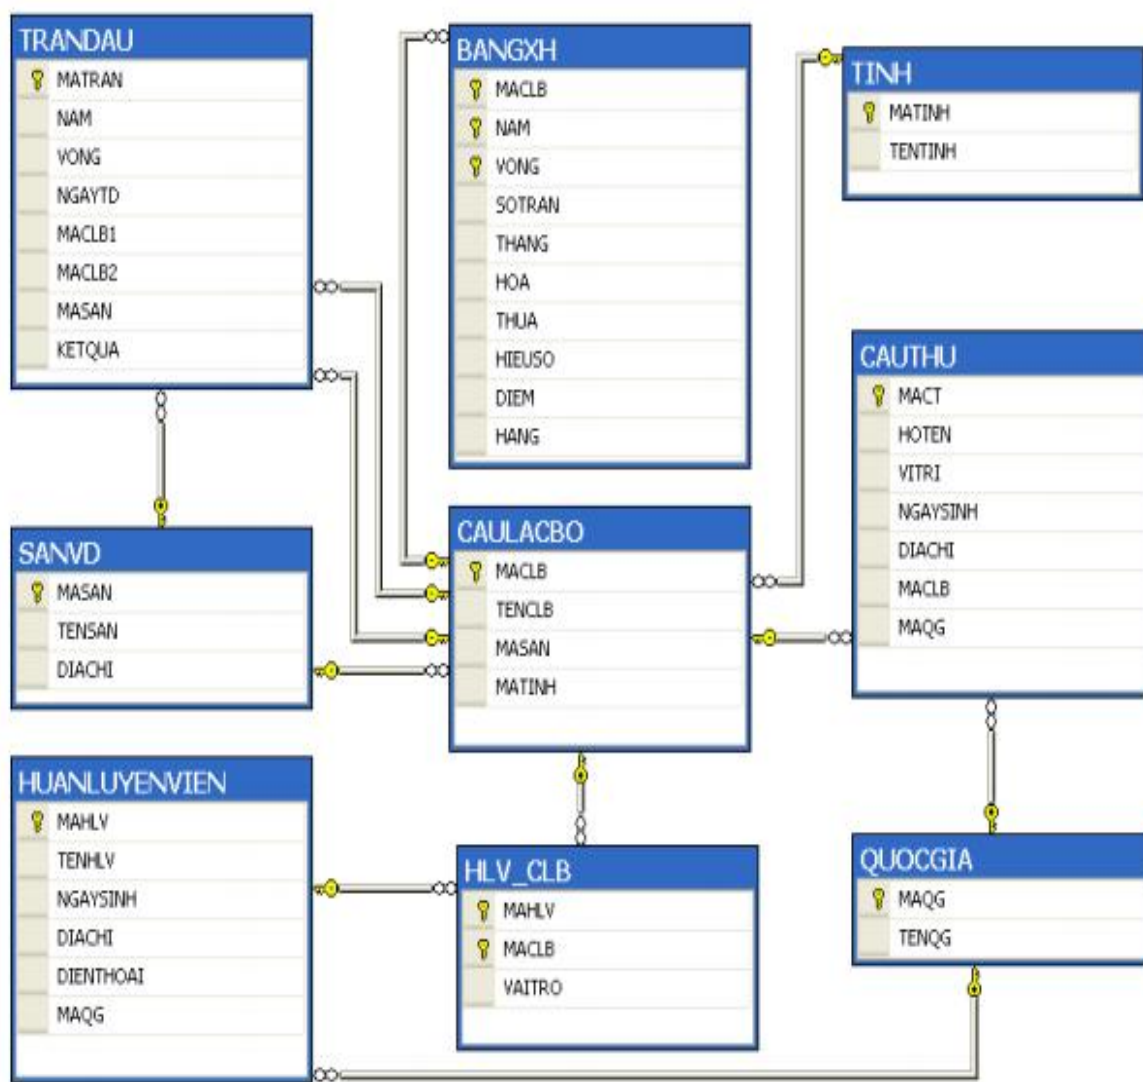 TRANDAU
MATRAN
NAM
VONG
NGAYTD
MACLB1
MACLB2
MASAN
KETQUA
BANGXH
MACLB
NAM
VONG
SOTRAN
THANG
HOA
THUA
HIEUSO
DIEM
HANG
TINH
MATINH
TENTINH
CAUTHU
MACT
HOTEN
VITRI
NGAYSINH
DIACHI
MACLB
MAQG
SANVD
MASAN
TENSAN
DIACHI
CAULACBO
MACLB
TENCLB
MASAN
MATINH
HUANLUYENVIEN
MAHLV
TENHLV
NGAYSINH
DIACHI
DIENTHOAI
MAQG
HLV_CLB
MAHLV
MACLB
VAITRO
QUOCGIA
MAQG
TENQG